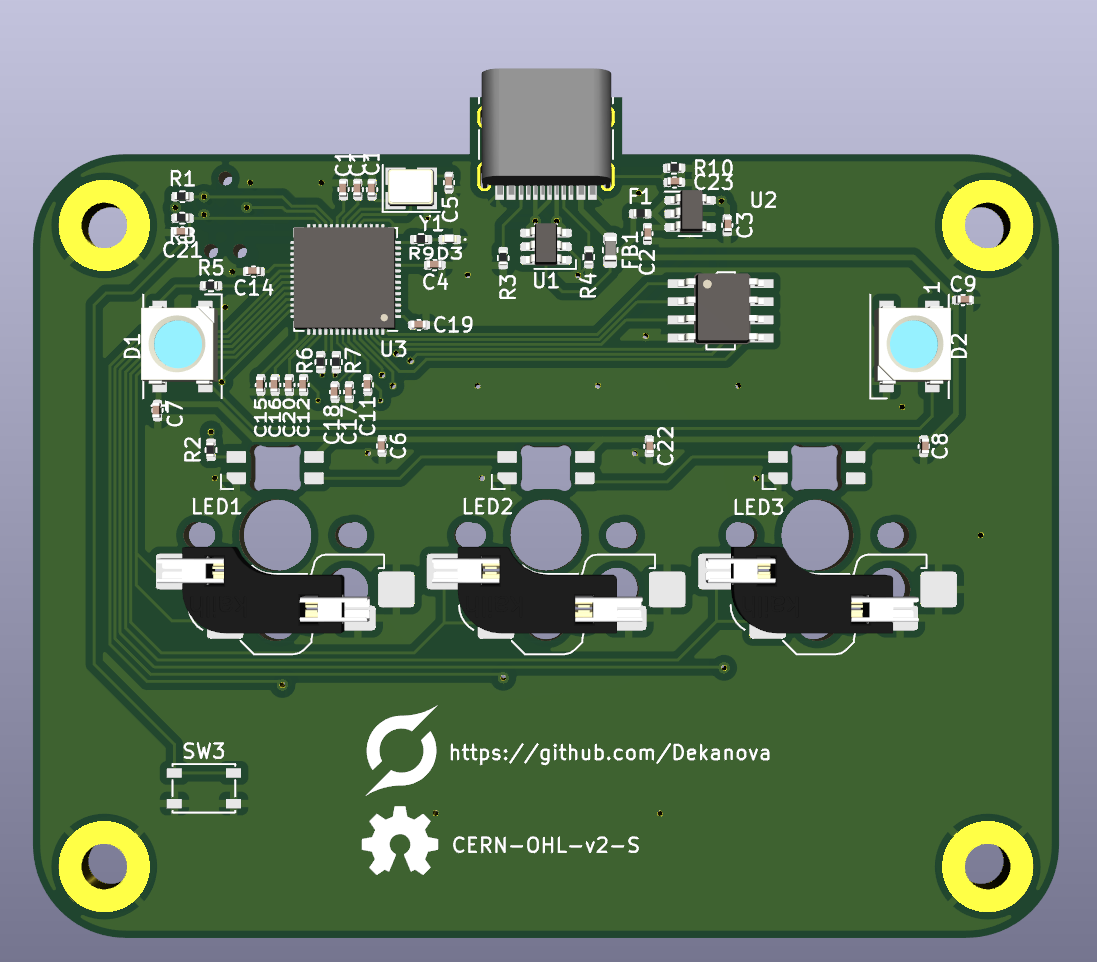 R1
C1
C1
C1
R10
C23
C5
F1
U2
Y1
C3
C21
R9
D3
FB1
C2
R5
C4
U1
R3
R4
C14
1
C9
C19
D1
U3
D2
R6
R7
C7
C15
C16
C20
C12
C18
C17
C11
R2
C6
C22
C8
LED1
LED2
LED3
SW3
https://github.com/Dekanova
CERN-OHL-v2-S